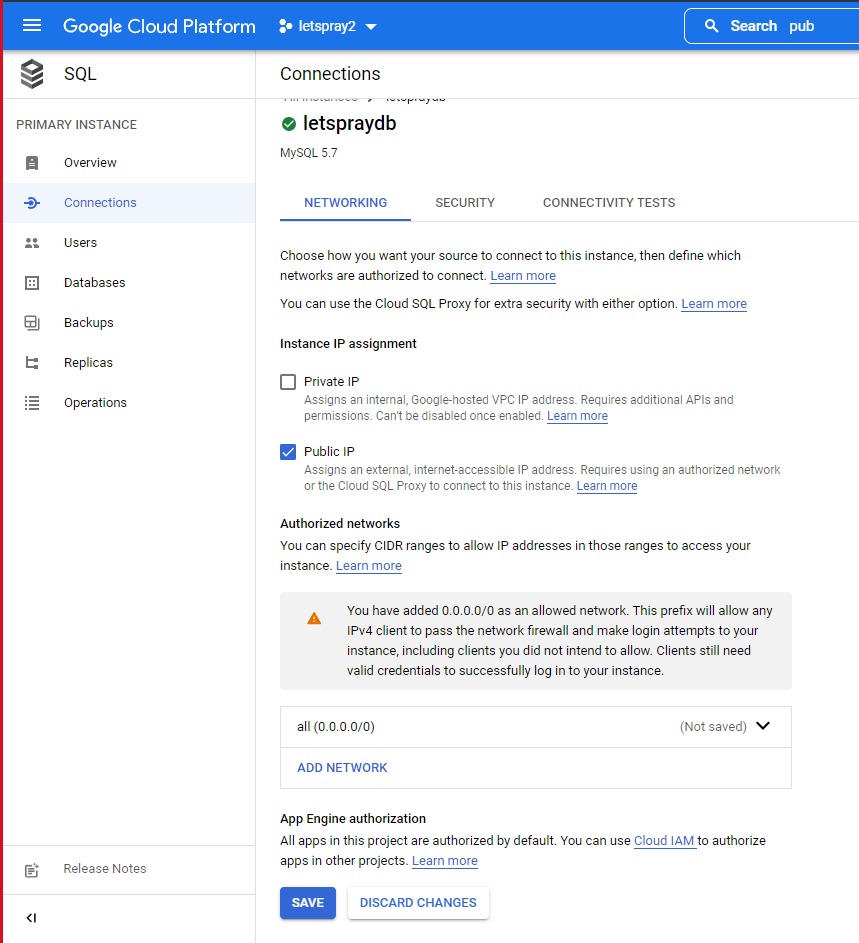 Google Cloud Platform
letspray2
Search pub
SQL
Connections
PRIMARY INSTANCE
All instances > letspraydb
letspraydb
MySQL 5.7
Overview
Connections
Users
Databases
Backups
Replicas
Operations
NETWORKING SECURITY CONNECTIVITY TESTS
Choose how you want your source to connect to this instance, then define which
networks are authorized to connect. Learn more
You can use the Cloud SQL Proxy for extra security with either option. Learn more
Instance IP assignment
Private IP
Assigns an internal, Google-hosted VPC IP address. Requires additional APIs and
permissions. Can't be disabled once enabled. Learn more
Public IP
Assigns an external, internet-accessible IP address. Requires using an authorized network
or the Cloud SQL Proxy to connect to this instance. Learn more
Authorized networks
You can specify CIDR ranges to allow IP addresses in those ranges to access your
instance. Learn more
You have added 0.0.0.0/0 as an allowed network. This prefix will allow any
IPv4 client to pass the network firewall and make login attempts to your
instance, including clients you did not intend to allow. Clients still need
valid credentials to successfully log in to your instance.
all (0.0.0.0/0) (Not saved)
ADD NETWORK
App Engine authorization
All apps in this project are authorized by default. You can use Cloud IAM to authorize
apps in other projects. Learn more
SAVE DISCARD CHANGES
Release Notes